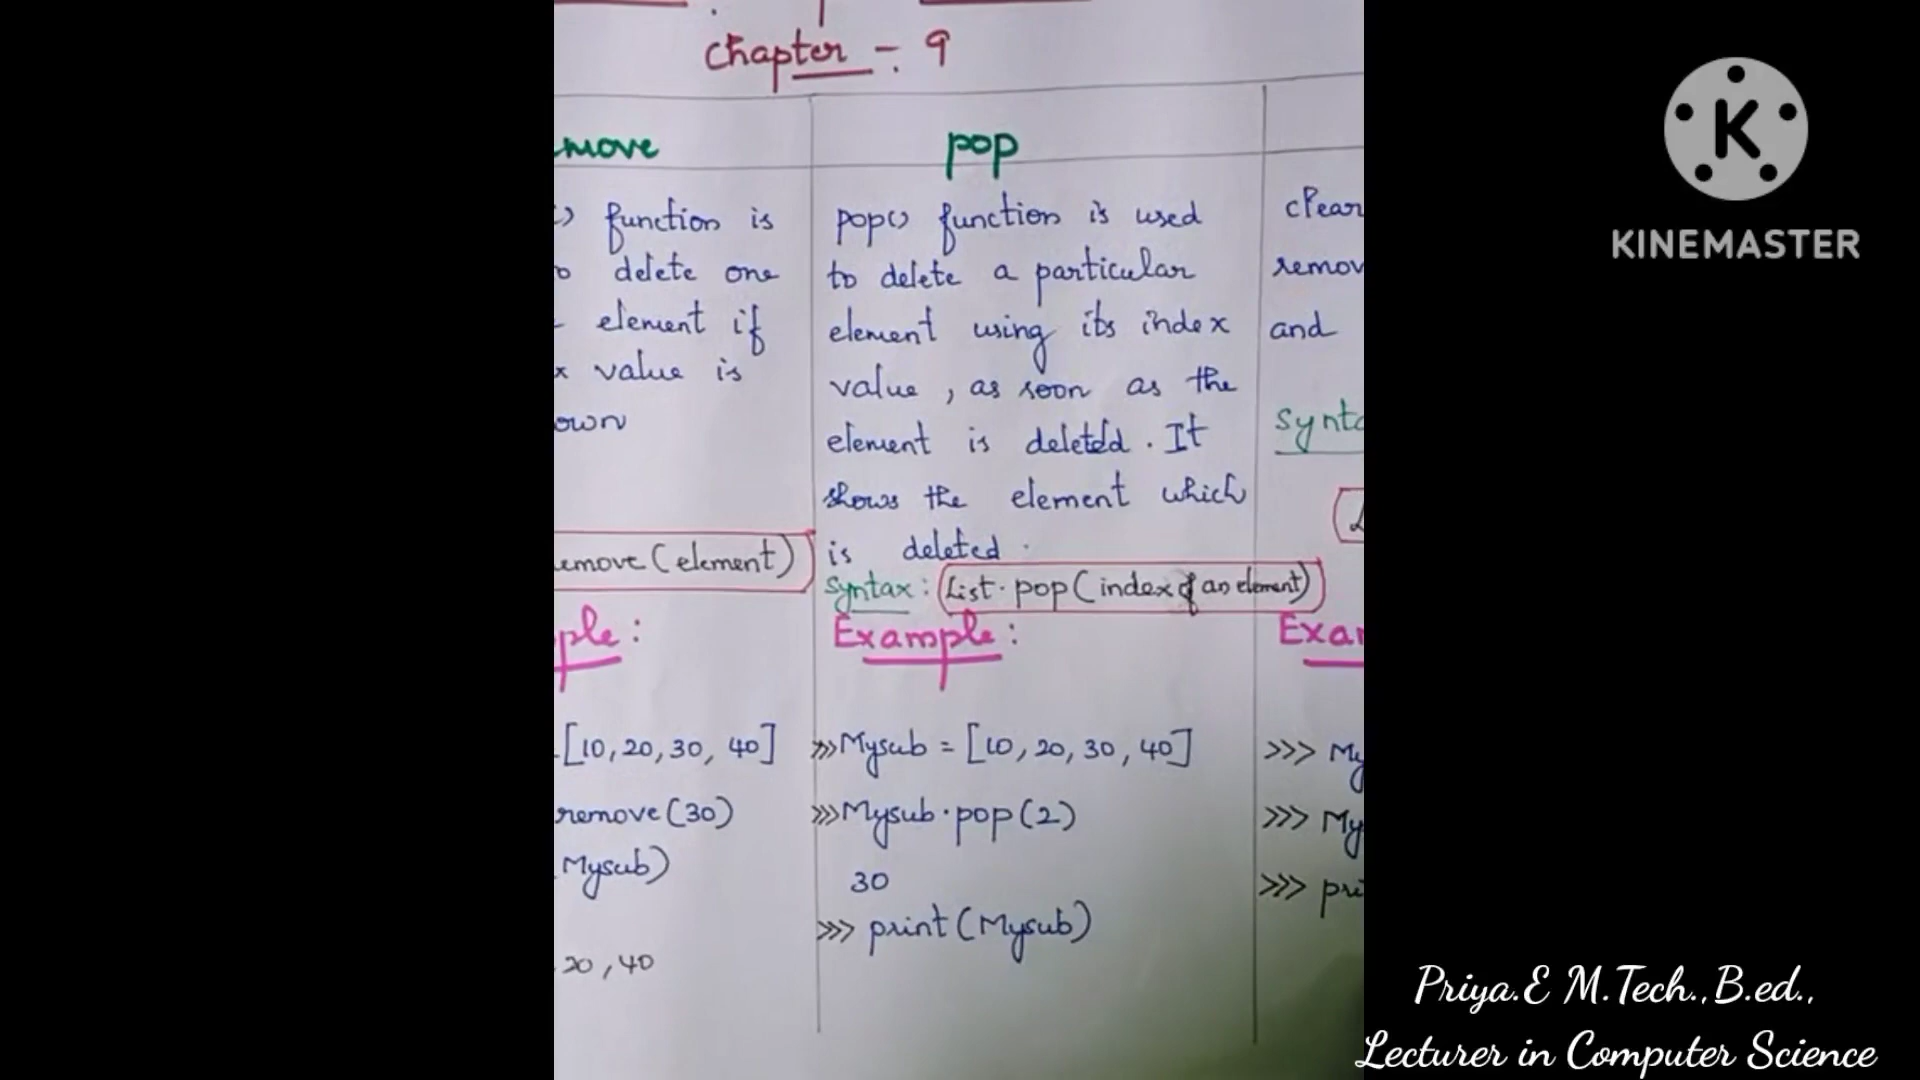 Chapter - 9
move
() function is
o delete one
element if
x value is
own
emove (element)
ple :
[10, 20, 30, 40]
remove (30)
Mysub)
20, 40
pop
pop() function is used
to delete a particular
element using its index
value, as soon as the
element is deleted. It
shows the element which
is deleted.
Syntax : List.pop (index of an element)
Example :
>>> Mysub = [10, 20, 30, 40]
>>> Mysub.pop(2)
30
>>> print (Mysub)
clear
remov
and
synta
Exam
>>> My
>>> My
>>> pri
K
KINEMASTER
Priya.E M.Tech.,B.ed.,
Lecturer in Computer Science